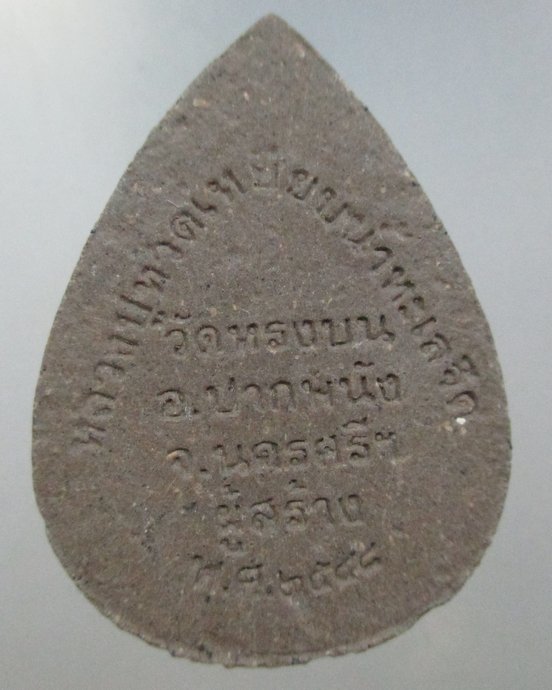 หลวงปู่ทวดเหยียบน้ำทะเลจืด
วัดหรงบน
อ.ปากพนัง
จ.นครศรีฯ
ผู้สร้าง
พ.ศ.๒๕๔๘